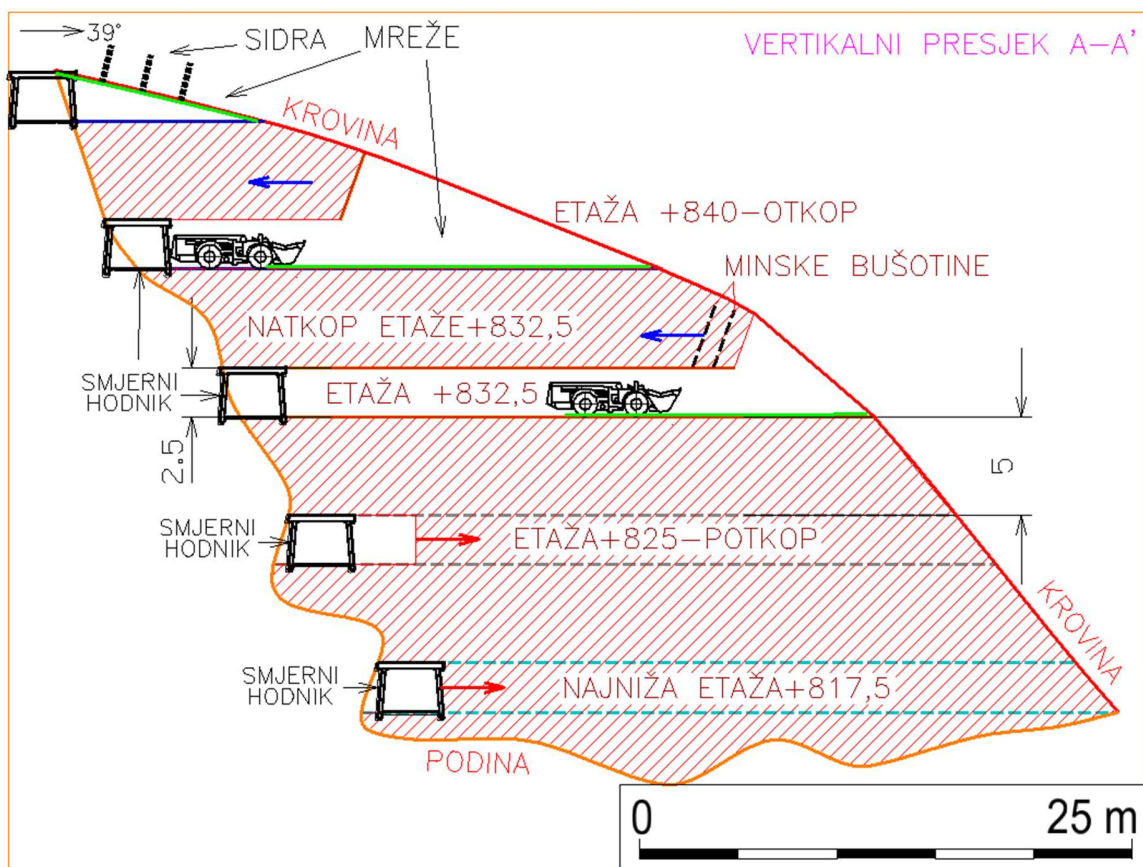 39°
SIDRA
MREŽE
VERTIKALNI PRESJEK A-A'
KROVINA
ETAŽA +840-OTKOP
MINSKE BUŠOTINE
NATKOP ETAŽE+832,5
SMJERNI
HODNIK
ETAŽA +832,5
2.5
5
SMJERNI
HODNIK
ETAŽA+825-POTKOP
KROVINA
SMJERNI
HODNIK
NAJNIŽA ETAŽA+817,5
PODINA
0
25 m